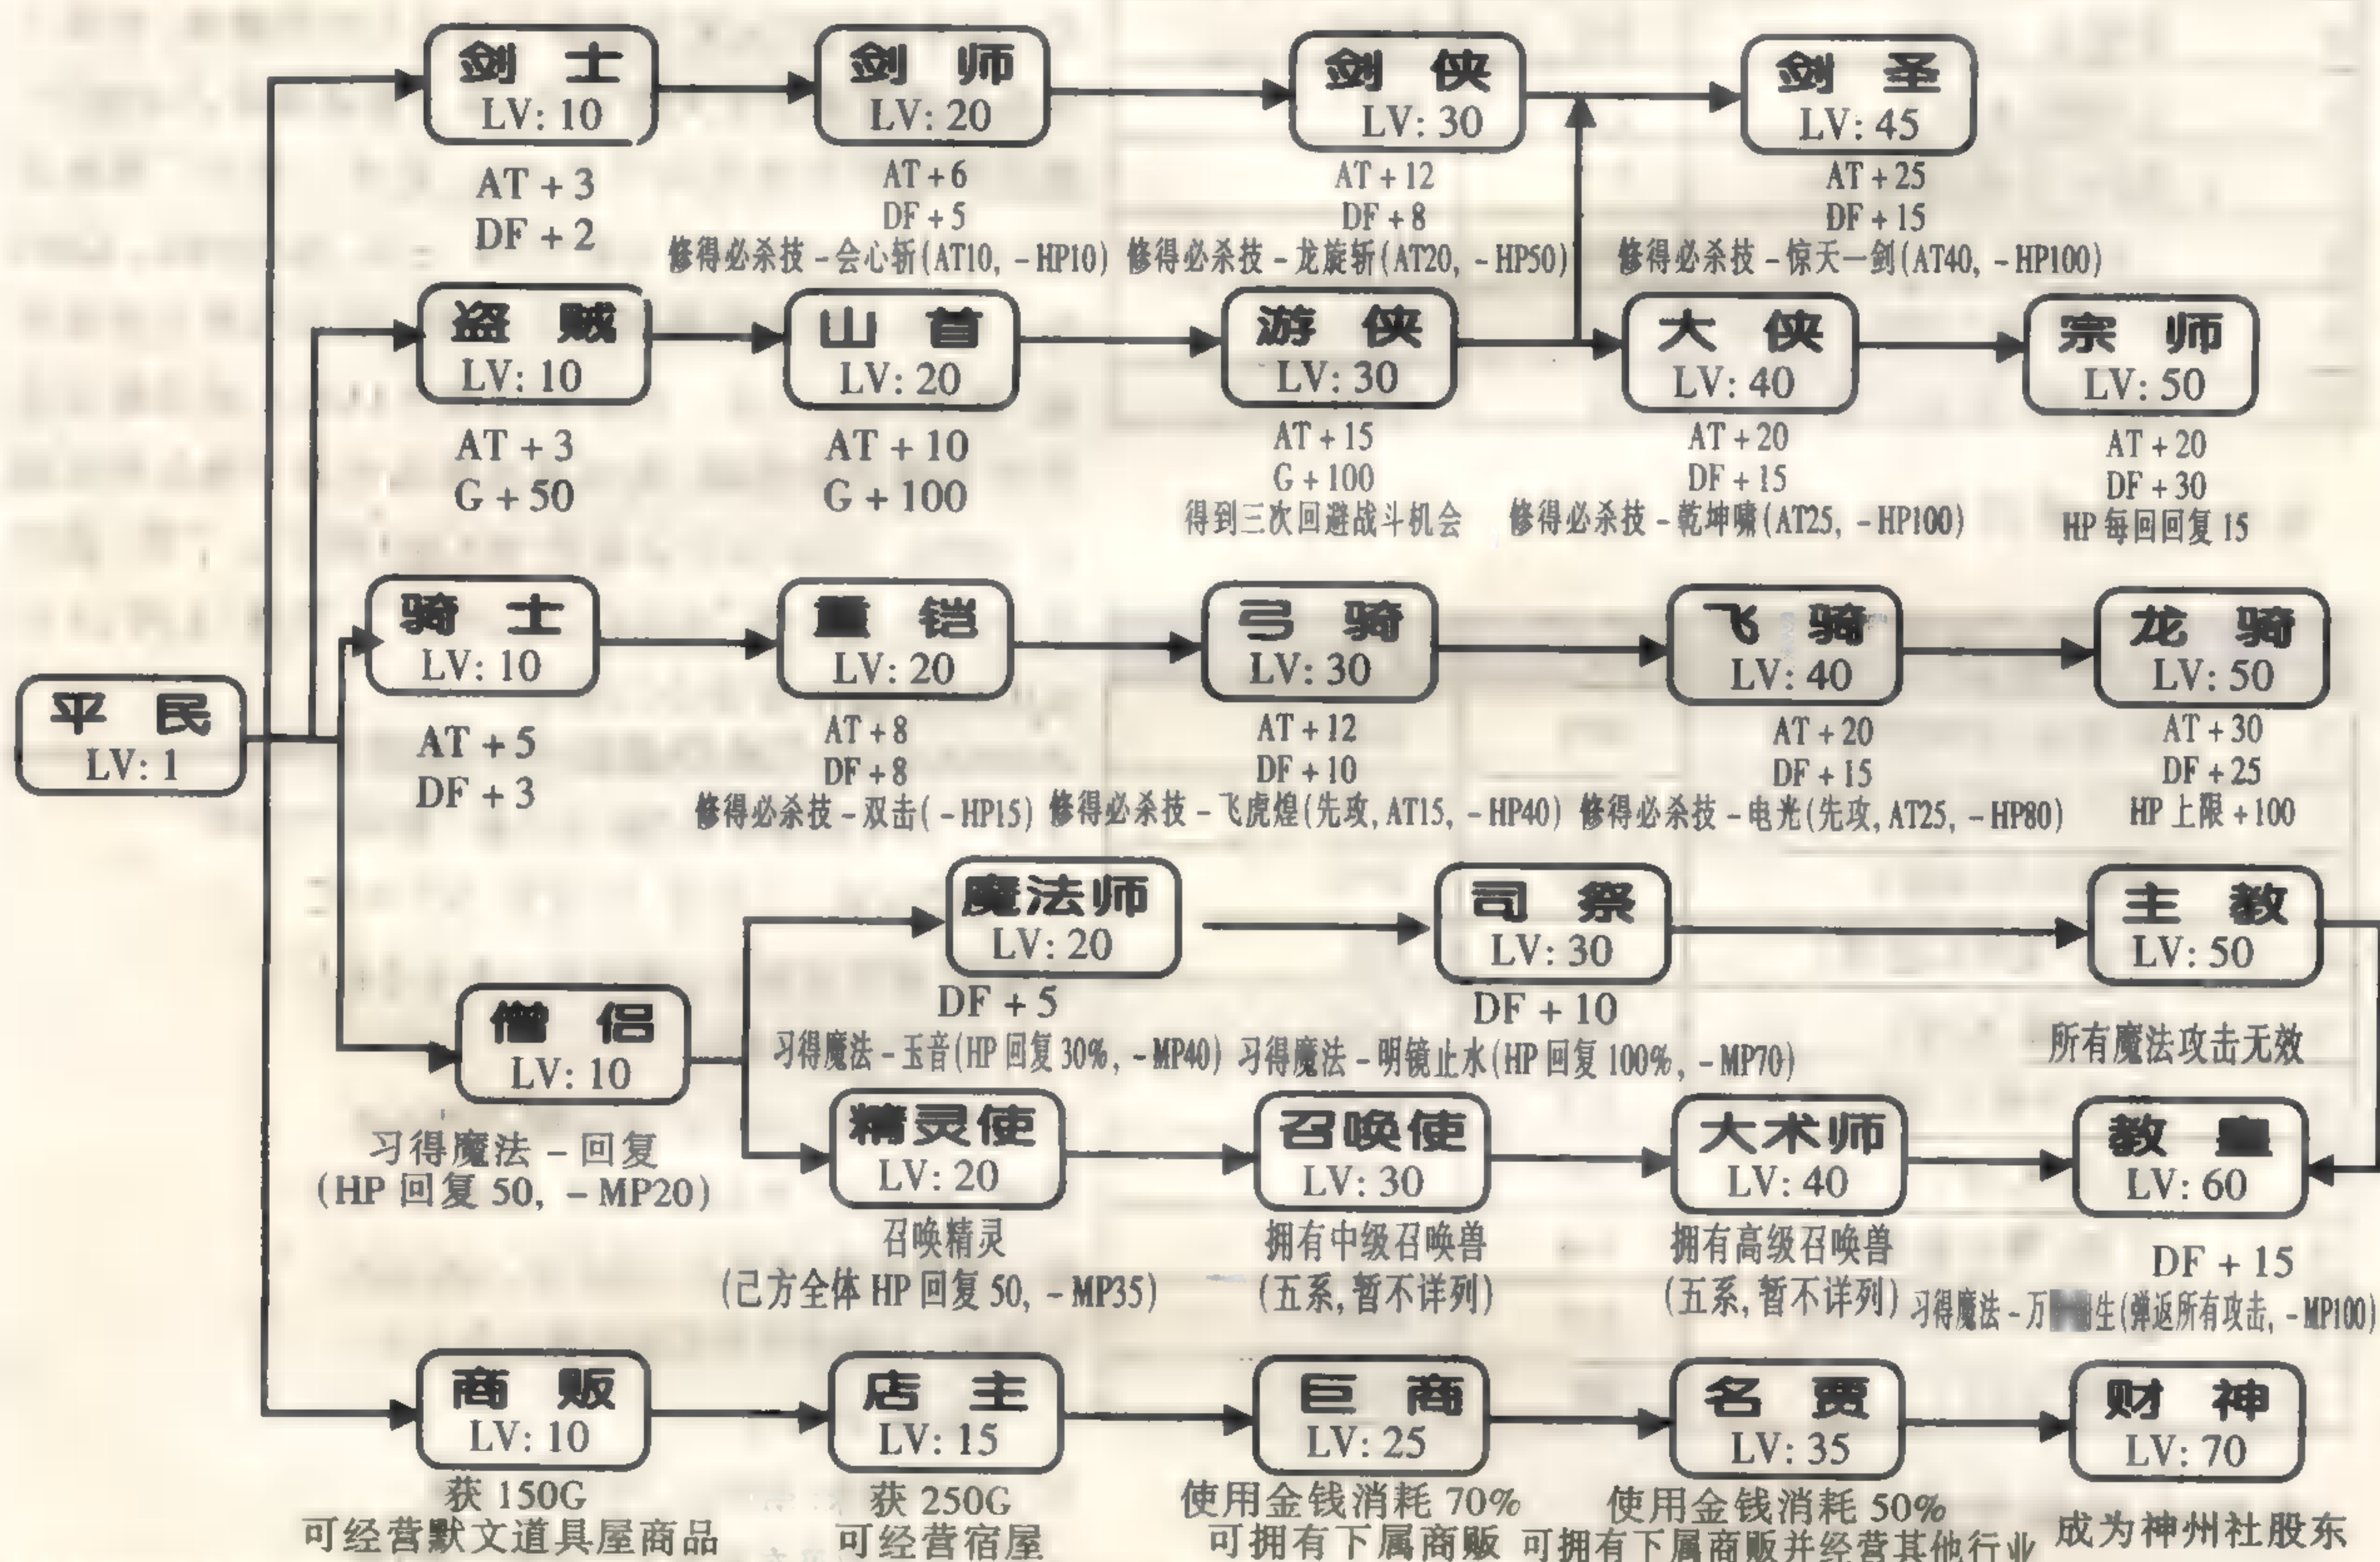 剑士
LV: 10
AT + 3
DF + 2
剑师
LV: 20
AT + 6
DF + 5
修得必杀技 - 会心斩(AT10, - HP10)
剑侠
LV: 30
AT + 12
DF + 8
修得必杀技 - 龙旋斩(AT20, - HP50)
剑圣
LV: 45
AT + 25
DF + 15
修得必杀技 - 惊天一剑(AT40, - HP100)
盗贼
LV: 10
AT + 3
G + 50
山首
LV: 20
AT + 10
G + 100
游侠
LV: 30
AT + 15
G + 100
得到三次回避战斗机会
大侠
LV: 40
AT + 20
DF + 15
修得必杀技 - 乾坤啸(AT25, - HP100)
宗师
LV: 50
AT + 20
DF + 30
HP 每回回复 15
平民
LV: 1
骑士
LV: 10
AT + 5
DF + 3
重铠
LV: 20
AT + 8
DF + 8
修得必杀技 - 双击( - HP15)
弓骑
LV: 30
AT + 12
DF + 10
修得必杀技 - 飞虎煌(先攻, AT15, - HP40)
飞骑
LV: 40
AT + 20
DF + 15
修得必杀技 - 电光(先攻, AT25, - HP80)
龙骑
LV: 50
AT + 30
DF + 25
HP 上限 + 100
僧侣
LV: 10
习得魔法 - 回复
(HP 回复 50, - MP20)
魔法师
LV: 20
DF + 5
习得魔法 - 玉音(HP 回复 30%, - MP40)
司祭
LV: 30
DF + 10
习得魔法 - 明镜止水(HP 回复 100%, - MP70)
主教
LV: 50
所有魔法攻击无效
精灵使
LV: 20
召唤精灵
(己方全体 HP 回复 50, - MP35)
召唤使
LV: 30
拥有中级召唤兽
(五系, 暂不详列)
大术师
LV: 40
拥有高级召唤兽
(五系, 暂不详列)
教皇
LV: 60
DF + 15
习得魔法 - 万生(弹返所有攻击, - MP100)
商贩
LV: 10
获 150G
可经营默文道具屋商品
店主
LV: 15
获 250G
可经营宿屋
巨商
LV: 25
使用金钱消耗 70%
可拥有下属商贩
名贾
LV: 35
使用金钱消耗 50%
可拥有下属商贩并经营其他行业
财神
LV: 70
成为神州社股东